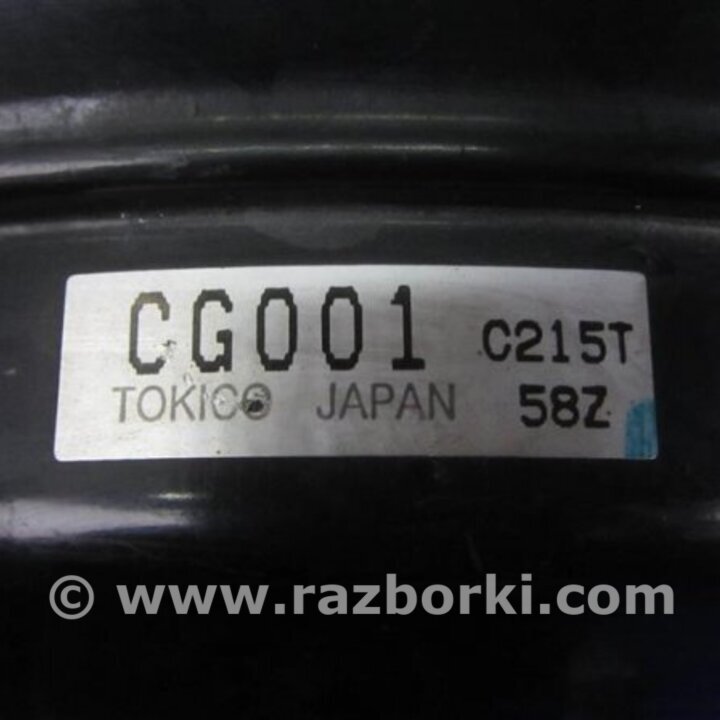 CG001 C215T
TOKICO JAPAN 58Z
© www.razborki.com